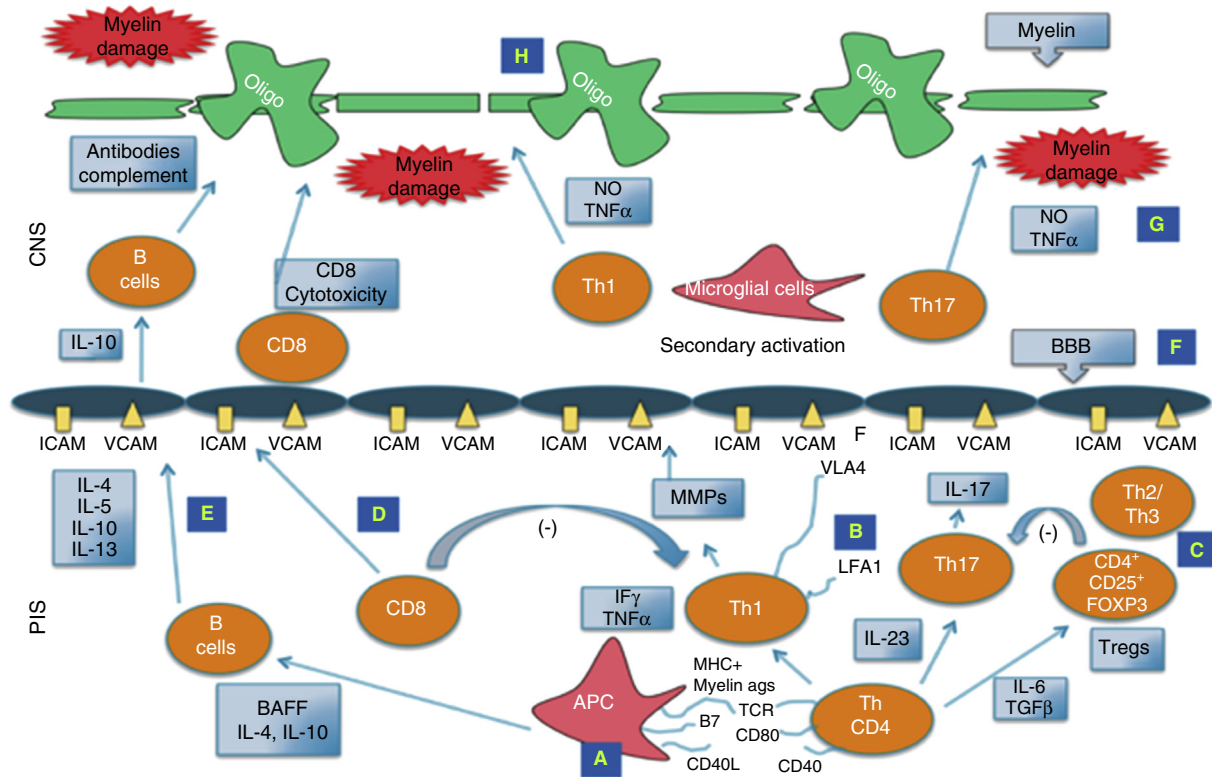 Myelin
damage
H
Myelin
Oligo
Oligo
Oligo
Antibodies
complement
Myelin
damage
Myelin
damage
NO
TNFα
NO
TNFα
G
CNS
B
cells
CD8
Cytotoxicity
Th1
Microglial cells
Th17
IL-10
CD8
Secondary activation
BBB
F
ICAM
VCAM
ICAM
VCAM
ICAM
VCAM
ICAM
VCAM
ICAM
VCAM
F
ICAM
VCAM
ICAM
VCAM
VLA4
IL-4
IL-5
IL-10
IL-13
E
D
MMPs
IL-17
Th2/
Th3
(-)
B
(-)
C
LFA1
PIS
CD8
IFγ
TNFα
Th1
Th17
CD4⁺
CD25⁺
FOXP3
B
cells
IL-23
Tregs
MHC+
Myelin ags
APC
TCR
Th
CD4
IL-6
TGFβ
BAFF
IL-4, IL-10
B7
CD80
A
CD40L
CD40